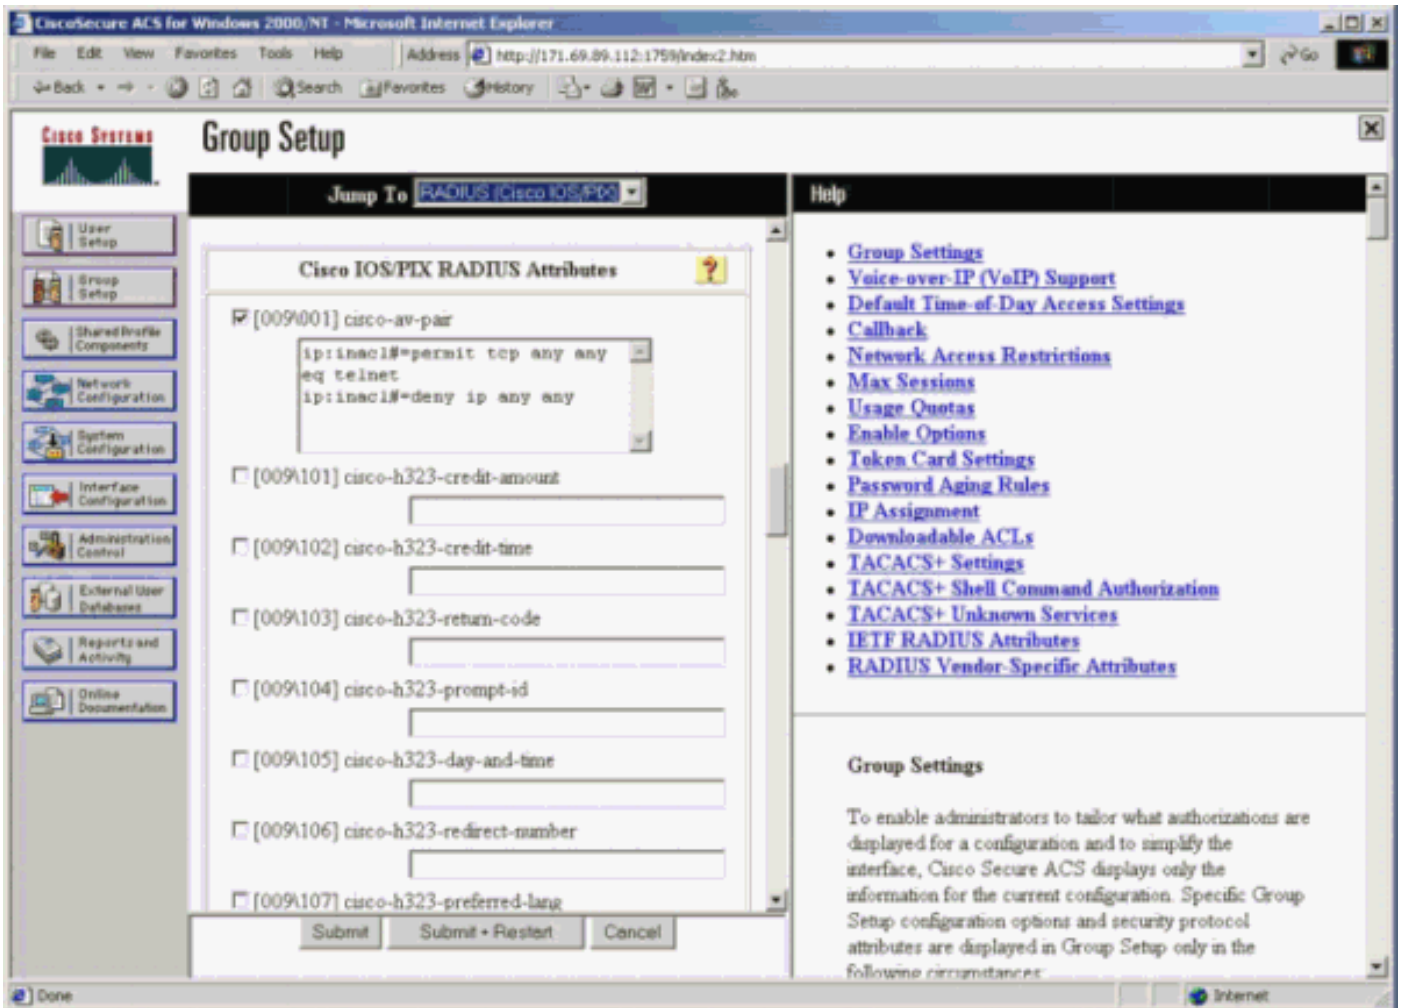 CiscoSecure ACS for Windows 2000/NT - Microsoft Internet Explorer
File Edit View Favorites Tools Help Address http://171.69.89.112:1759/index2.htm Go
Back Search Favorites History
CISCO SYSTEMS
Group Setup
Jump To RADIUS (Cisco IOS/PIX)
User
Setup
Group
Setup
Shared Profile
Components
Network
Configuration
System
Configuration
Interface
Configuration
Administration
Control
External User
Databases
Reports and
Activity
Online
Documentation
Cisco IOS/PIX RADIUS Attributes ?
[009\001] cisco-av-pair
ip:inacl#=permit tcp any any
eq telnet
ip:inacl#=deny ip any any
[009\101] cisco-h323-credit-amount
[009\102] cisco-h323-credit-time
[009\103] cisco-h323-return-code
[009\104] cisco-h323-prompt-id
[009\105] cisco-h323-day-and-time
[009\106] cisco-h323-redirect-number
[009\107] cisco-h323-preferred-lang
Submit Submit + Restart Cancel
Help
Group Settings
Voice-over-IP (VoIP) Support
Default Time-of-Day Access Settings
Callback
Network Access Restrictions
Max Sessions
Usage Quotas
Enable Options
Token Card Settings
Password Aging Rules
IP Assignment
Downloadable ACLs
TACACS+ Settings
TACACS+ Shell Command Authorization
TACACS+ Unknown Services
IETF RADIUS Attributes
RADIUS Vendor-Specific Attributes
Group Settings
To enable administrators to tailor what authorizations are
displayed for a configuration and to simplify the
interface, Cisco Secure ACS displays only the
information for the current configuration. Specific Group
Setup configuration options and security protocol
attributes are displayed in Group Setup only in the
following circumstances:
Done Internet